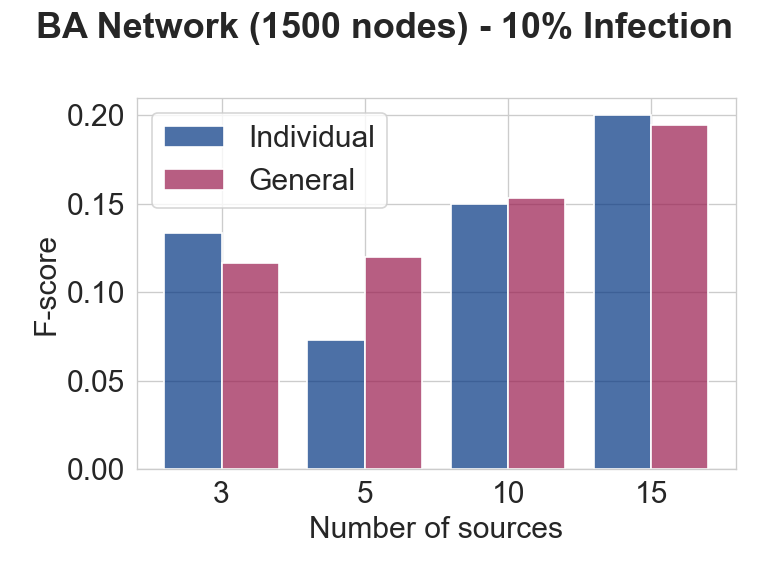 BA Network (1500 nodes) - 10% Infection
0.20
0.15
0.10
0.05
0.00
F-score
Individual
General
3 5 10 15
Number of sources